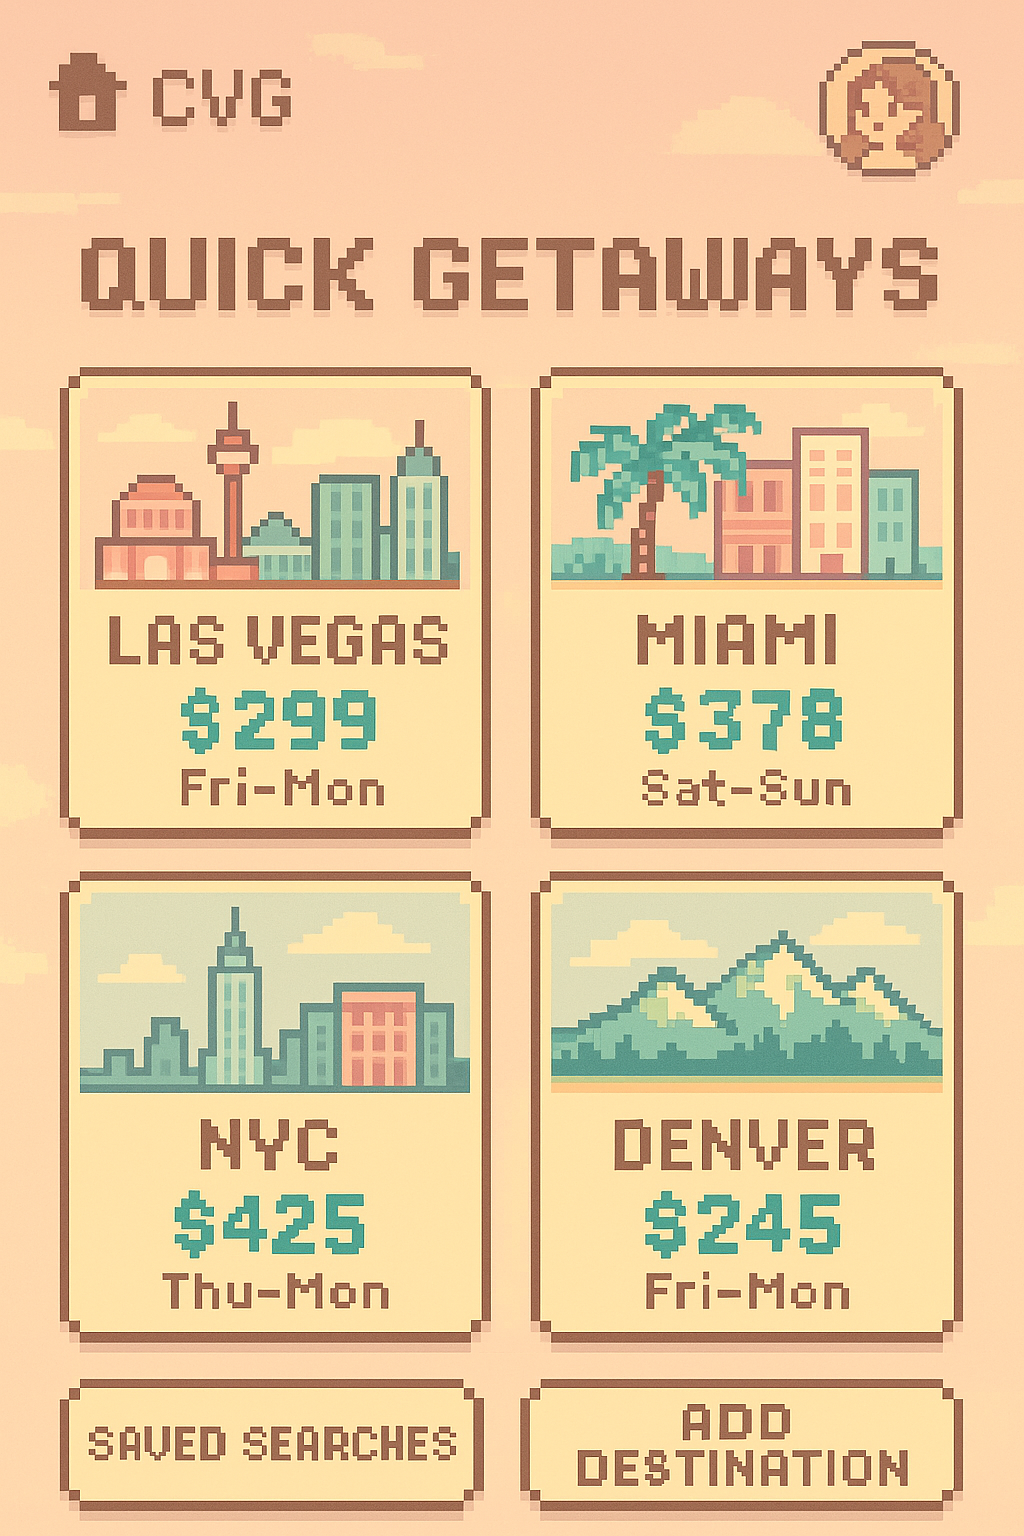 CVG
QUICK GETAWAYS
LAS VEGAS
$299
Fri-Mon
MIAMI
$378
Sat-Sun
NYC
$425
Thu-Mon
DENVER
$245
Fri-Mon
SAVED SEARCHES
ADD
DESTINATION